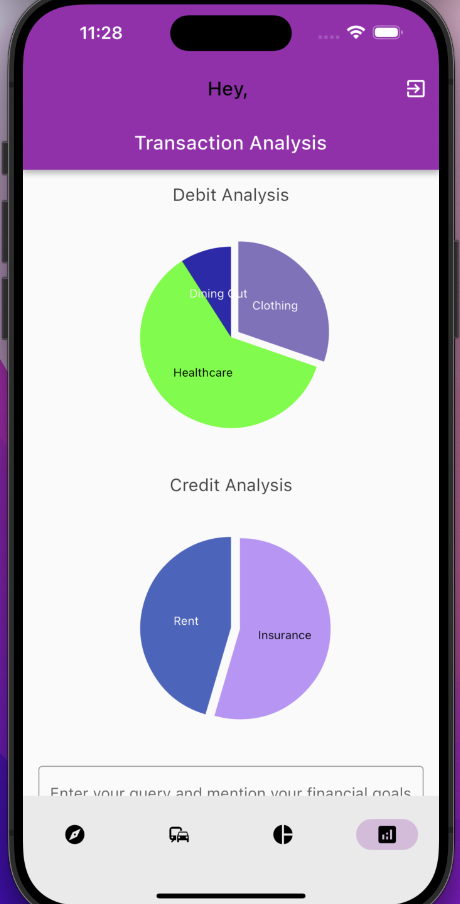 11:28
Hey,
Transaction Analysis
Debit Analysis
Dining Out
Clothing
Healthcare
Credit Analysis
Rent
Insurance
Enter your query and mention your financial goals